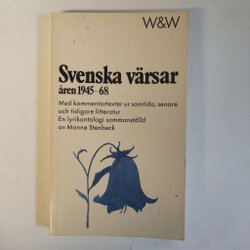 W&W
Svenska värsar
åren 1945–68
Med kommentartexter ur samtida, senare
och tidigare litteratur
En lyrikantologi sammanställd
av Manne Stenbeck